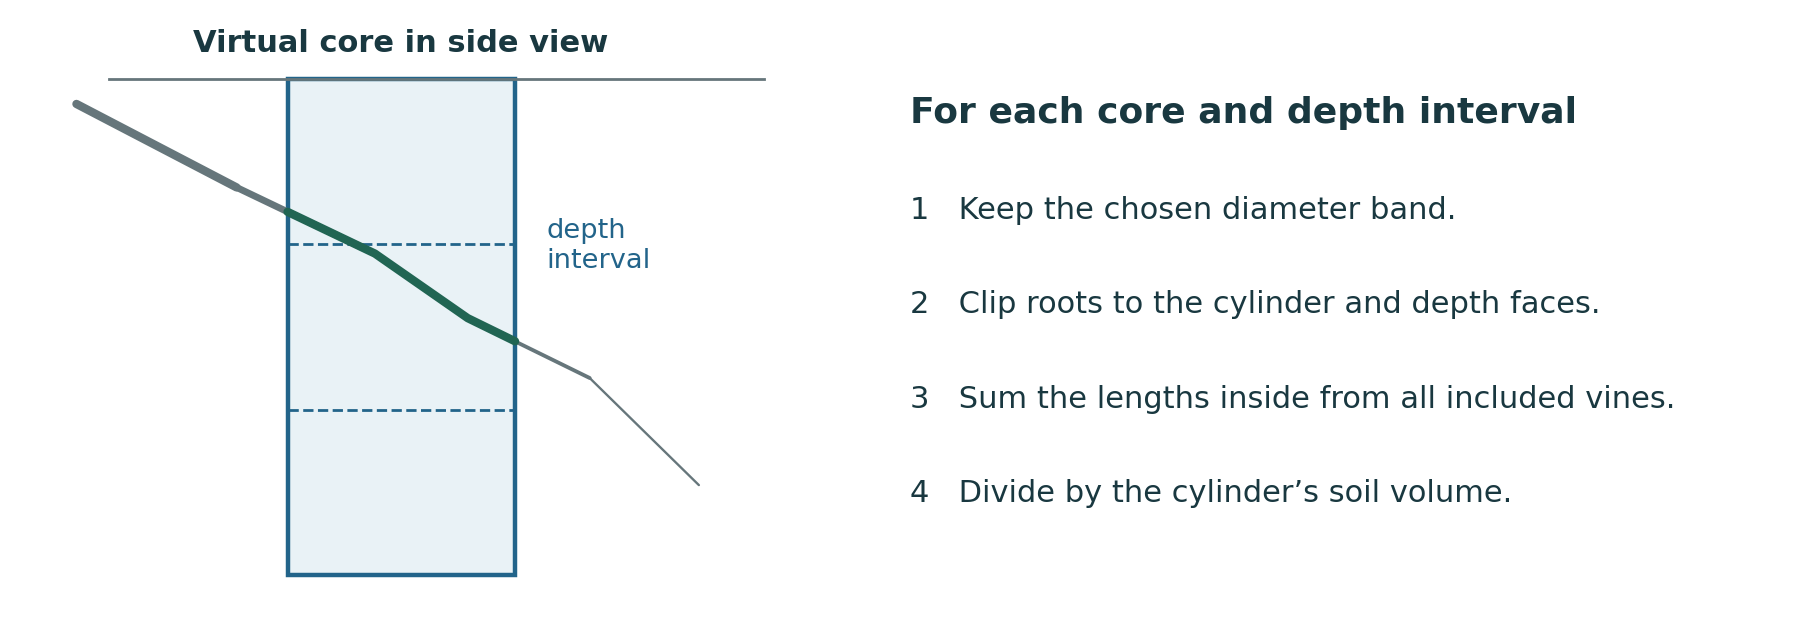 Virtual core in side view
depth
interval
For each core and depth interval
1 Keep the chosen diameter band.
2 Clip roots to the cylinder and depth faces.
3 Sum the lengths inside from all included vines.
4 Divide by the cylinder’s soil volume.